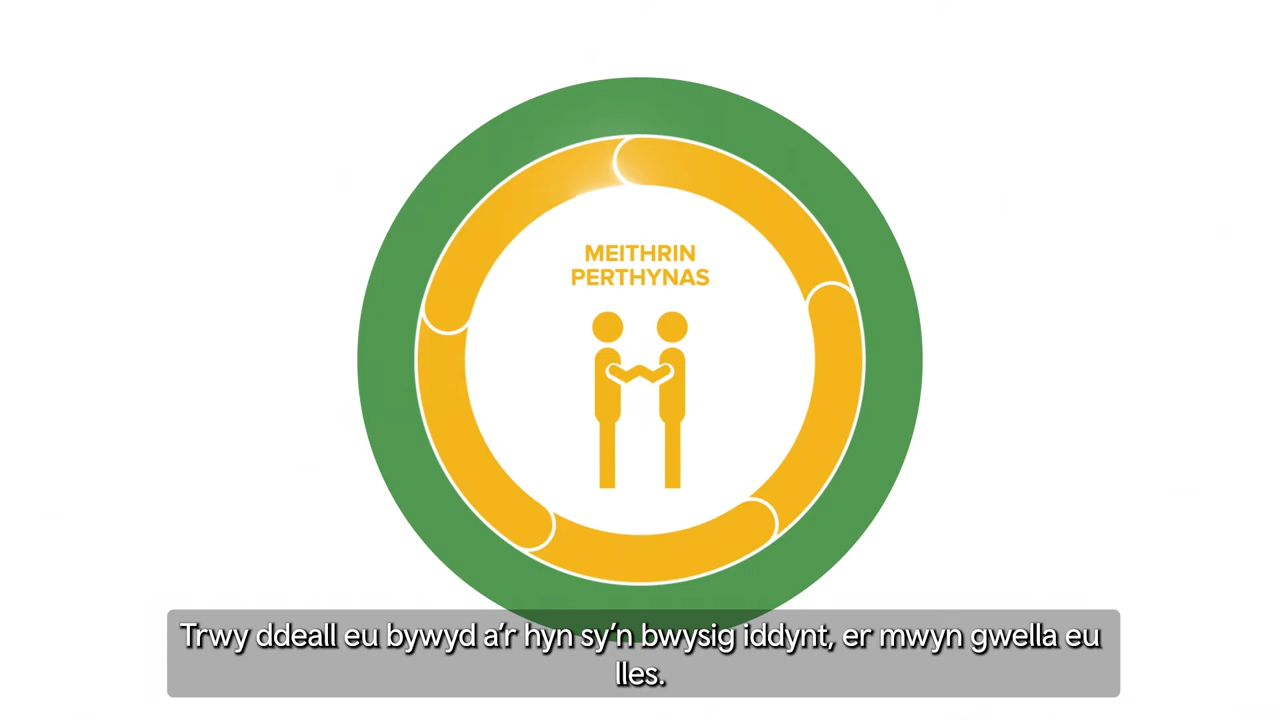 MEITHRIN
PERTHYNAS
Trwy ddeall eu bywyd a’r hyn sy’n bwysig iddynt, er mwyn gwella eu
lles.